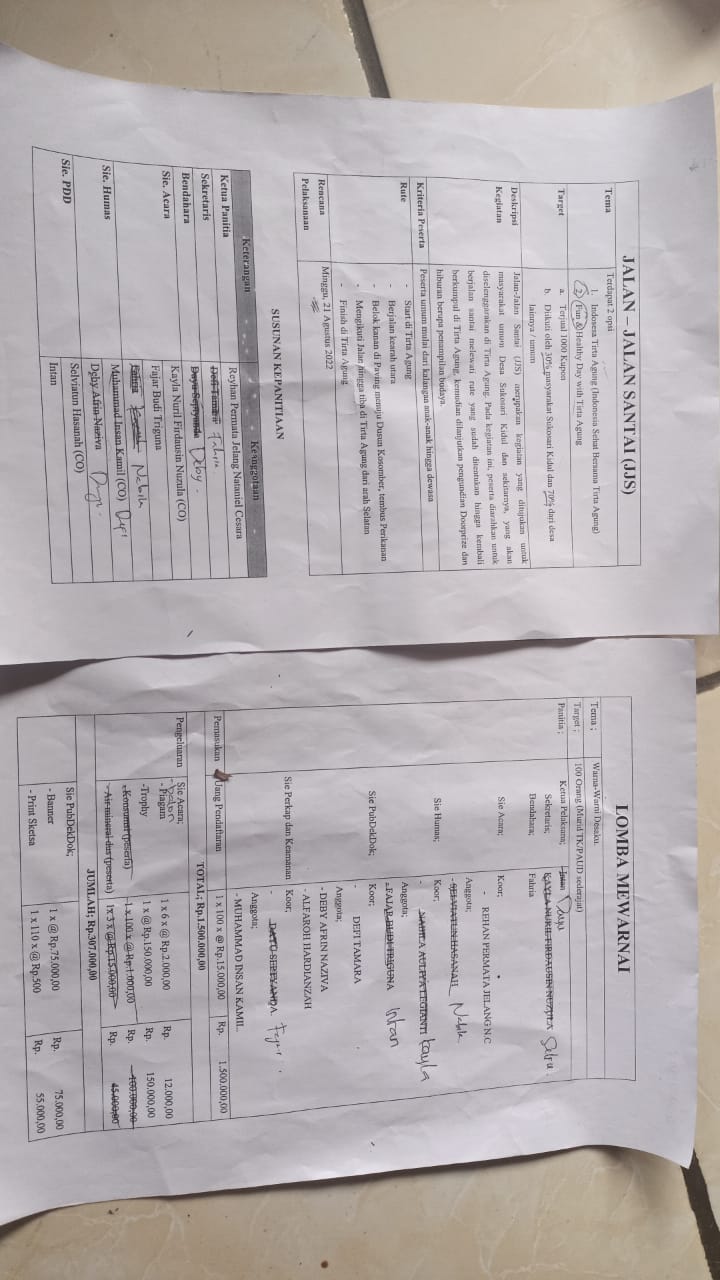 JALAN – JALAN SANTAI (JJS)
Tema Terdapat 2 opsi
1. Indosesa Tirta Agung (Indonesia Sehat Bersama Tirta Agung)
2. Fun & Healthy Day with Tirta Agung
Target a. Terjual 1000 Kupon
b. Diikuti oleh 30% masyarakat Sukosari Kidul dan 70% dari desa
lainnya / umum
Deskripsi Jalan-Jalan Santai (JJS) merupakan kegiatan yang ditujukan untuk
Kegiatan masyarakat umum Desa Sukosari Kidul dan sekitarnya, yang akan
diselenggarakan di Tirta Agung. Pada kegiatan ini, peserta diarahkan untuk
berjalan santai melewati rute yang sudah ditentukan hingga kembali
berkumpul di Tirta Agung, kemudian dilanjutkan pengundian Doorprize dan
hiburan berupa penampilan budaya.
Kriteria Peserta Peserta umum mulai dari kalangan anak-anak hingga dewasa
Rute - Start di Tirta Agung
- Berjalan kearah utara
- Belok kanan di Paving menuju Dusun Kosomber, tembus Perikanan
- Mengikuti Jalan hingga tiba di Tirta Agung dari arah Selatan
- Finish di Tirta Agung
Rencana Minggu, 21 Agustus 2022
Pelaksanaan
SUSUNAN KEPANITIAAN
Keterangan Keanggotaan
Ketua Panitia Reyhan Permata Jelang Nataniel Cesara
Sekretaris Defi Tamara Fahria
Bendahara Dayu Septyanda Deby.
Sie. Acara Kayla Nuril Firdausin Nuzula (CO)
Fajar Budi Triguna
Fahria Nabila
Sie. Humas Muhammad Insan Kamil (CO) Depi
Deby Afrin Naziva
Sie. PDD Selviatun Hasanah (CO)
Intan
LOMBA MEWARNAI
Tema ; Warna-Warni Desaku.
Target ; 100 Orang (Murid TK/PAUD sederajat)
Panitia ; Ketua Pelaksana; Intan Dayu
Sekretaris; KAYLA NURIL FIRDAUSIN NUZULA
Bendahara; Fahria
Sie Acara; Koor;
- REHAN PERMATA JELANG N.C
Anggota;
- SELVIATUN HASANAH Nabila
Sie Humas; Koor;
- NABILA AULIYA LEGIANTI Kayla
Anggota;
- FAJAR BUDI TRIGUNA Intan
Sie PubDekDok; Koor;
- DEFI TAMARA
Anggota;
- DEBY AFRIN NAZIVA
- ALFAROH HARDIANZAH
Sie Perkap dan Keamanan Koor;
- DAYU SEPTYANDA. Fajar
Anggota;
- MUHAMMAD INSAN KAMIL.
Pemasukan Uang Pendaftaran 1 x 100 x @ Rp.15.000,00 Rp. 1.500.000,00
TOTAL; Rp.1.500.000,00
Pengeluaran Sie Acara;
- balon
- Piagam 1 x 6 x @ Rp.2.000,00 Rp. 12.000,00
-Trophy 1 x @ Rp.150.000,00 Rp. 150.000,00
- Konsumsi (peserta) 1 x 100 x @ Rp.1.000,00 Rp. 100.000,00
- Air mineral dus (peserta) 1x 3 x @ Rp.15.000,00 Rp. 45.000,00
JUMLAH; Rp.307.000,00
Sie PubDekDok;
- Banner 1 x @ Rp.75.000,00 Rp. 75.000,00
- Print Sketsa 1 x 110 x @ Rp.500 Rp. 55.000,00